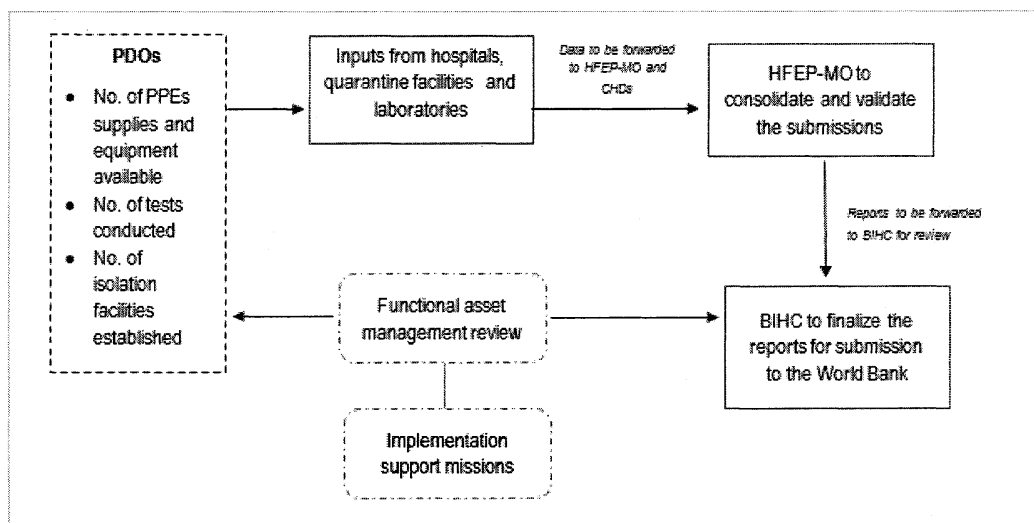 PDOs
● No. of PPEs
supplies and
equipment
available
● No. of tests
conducted
● No. of
isolation
facilities
established
Inputs from hospitals,
quarantine facilities and
laboratories
Data to be forwarded
to HFEP-MO and
CHDs
HFEP-MO to
consolidate and validate
the submissions
Reports to be forwarded
to BIHC for review
Functional asset
management review
BIHC to finalize the
reports for submission
to the World Bank
Implementation
support missions